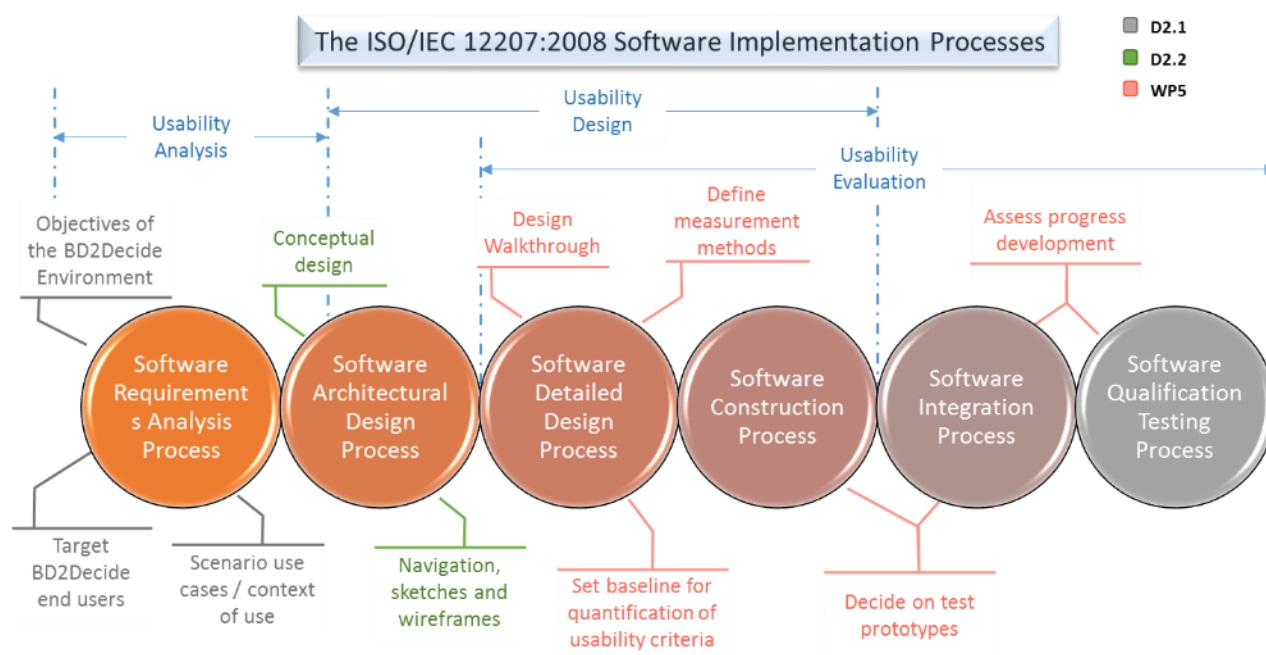 The ISO/IEC 12207:2008 Software Implementation Processes
D2.1
D2.2
WP5
Usability
Analysis
Usability
Design
Usability
Evaluation
Objectives of
the BD2Decide
Environment
Conceptual
design
Design
Walkthrough
Define
measurement
methods
Assess progress
development
Software
Requirement
s Analysis
Process
Software
Architectural
Design
Process
Software
Detailed
Design
Process
Software
Construction
Process
Software
Integration
Process
Software
Qualification
Testing
Process
Target
BD2Decide
end users
Scenario use
cases / context
of use
Navigation,
sketches and
wireframes
Set baseline for
quantification of
usability criteria
Decide on test
prototypes